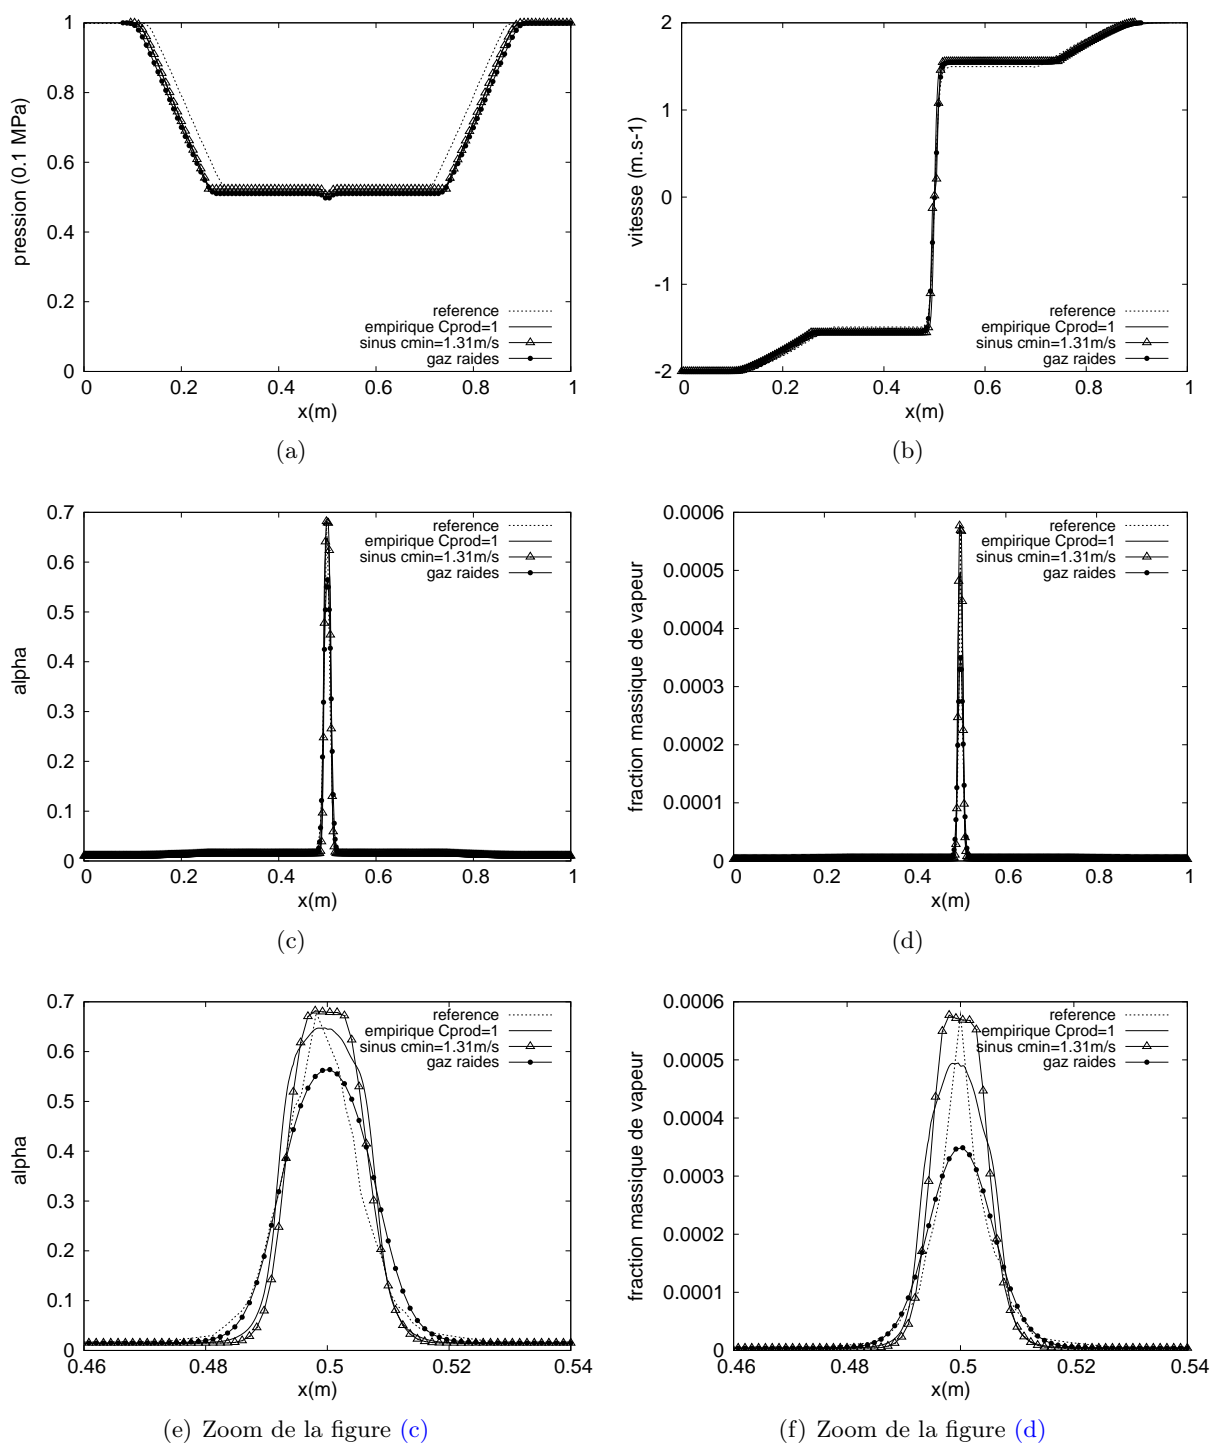 pression (0.1 MPa)
1
0.8
0.6
0.4
0.2
0
0 0.2 0.4 0.6 0.8 1
x(m)
reference
empirique Cprod=1
sinus cmin=1.31m/s
gaz raides
(a)
vitesse (m.s-1)
2
1
0
-1
-2
0 0.2 0.4 0.6 0.8 1
x(m)
reference
empirique Cprod=1
sinus cmin=1.31m/s
gaz raides
(b)
alpha
0.7
0.6
0.5
0.4
0.3
0.2
0.1
0
0 0.2 0.4 0.6 0.8 1
x(m)
reference
empirique Cprod=1
sinus cmin=1.31m/s
gaz raides
(c)
fraction massique de vapeur
0.0006
0.0005
0.0004
0.0003
0.0002
0.0001
0
0 0.2 0.4 0.6 0.8 1
x(m)
reference
empirique Cprod=1
sinus cmin=1.31m/s
gaz raides
(d)
alpha
0.7
0.6
0.5
0.4
0.3
0.2
0.1
0
0.46 0.48 0.5 0.52 0.54
x(m)
reference
empirique Cprod=1
sinus cmin=1.31m/s
gaz raides
(e) Zoom de la figure (c)
fraction massique de vapeur
0.0006
0.0005
0.0004
0.0003
0.0002
0.0001
0
0.46 0.48 0.5 0.52 0.54
x(m)
reference
empirique Cprod=1
sinus cmin=1.31m/s
gaz raides
(f) Zoom de la figure (d)